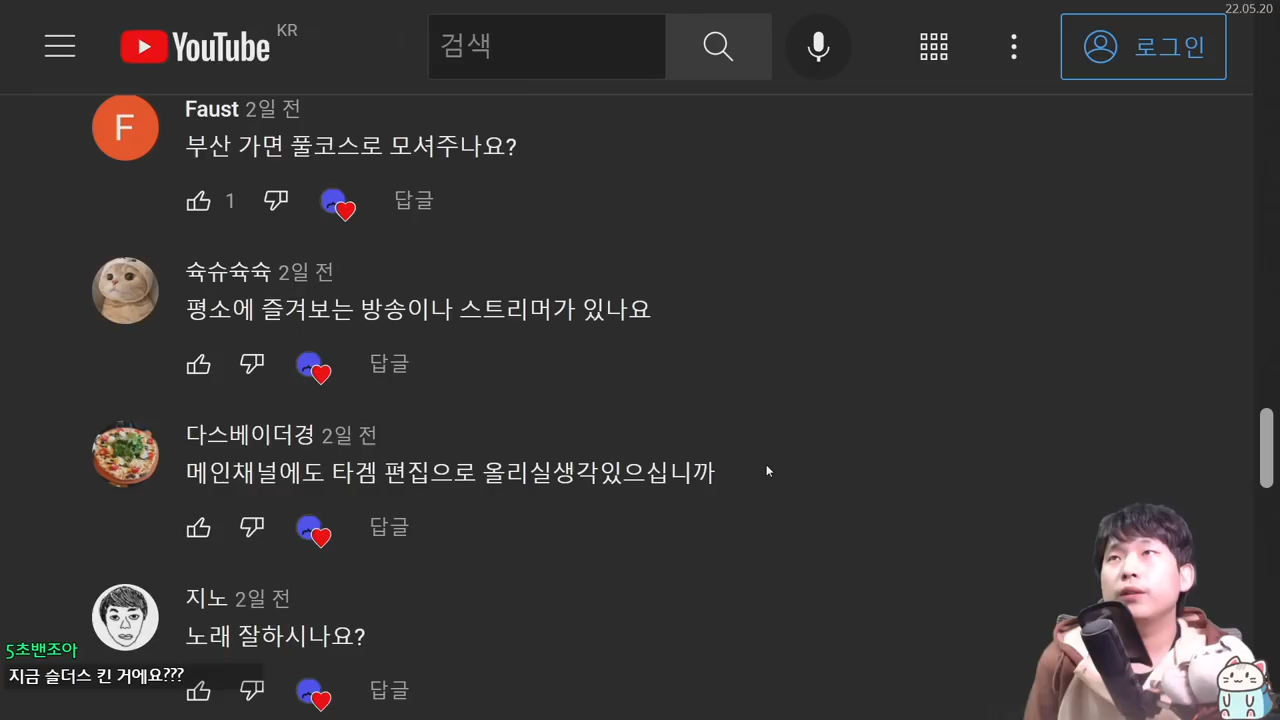 22.05.20
YouTube KR
검색
로그인
Faust 2일 전
부산 가면 풀코스로 모셔주나요?
1 답글
슉슈슉슉 2일 전
평소에 즐겨보는 방송이나 스트리머가 있나요
답글
다스베이더경 2일 전
메인채널에도 타겜 편집으로 올리실생각있으십니까
답글
지노 2일 전
노래 잘하시나요?
답글
5초밴조아
지금 슬더스 킨 거에요???